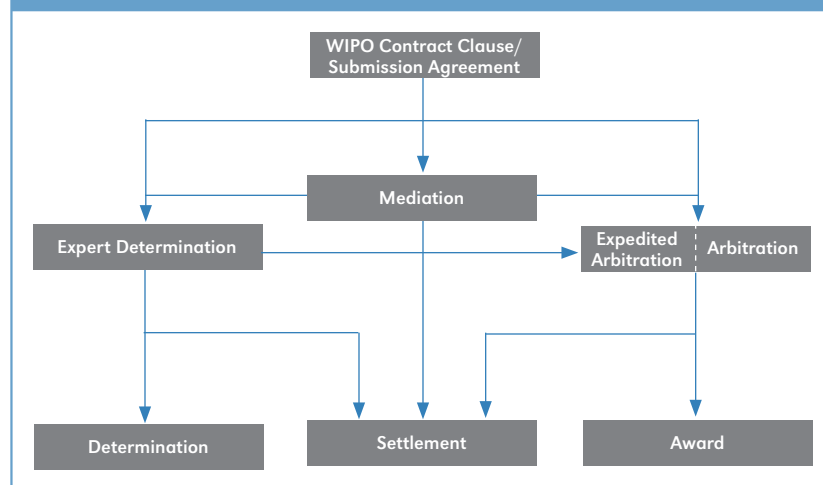 WIPO Contract Clause/
Submission Agreement
Mediation
Expert Determination
Expedited
Arbitration
Arbitration
Determination
Settlement
Award